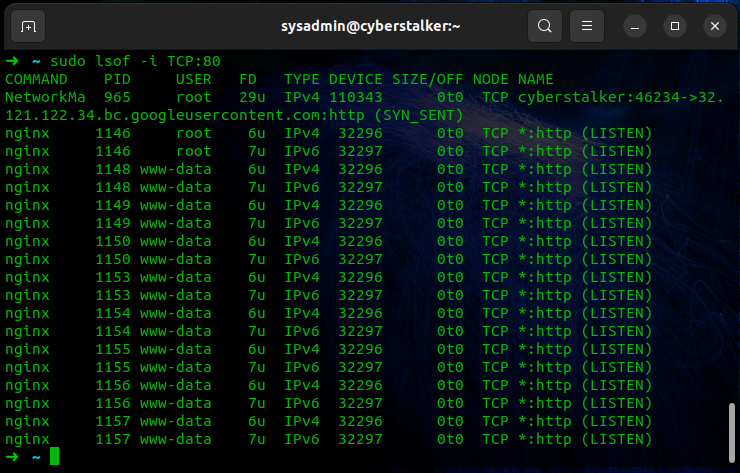 sysadmin@cyberstalker:~
➜ ~ sudo lsof -i TCP:80
COMMAND    PID     USER   FD   TYPE DEVICE SIZE/OFF NODE NAME
NetworkMa  965     root   29u  IPv4 110343      0t0  TCP cyberstalker:46234->32.
121.122.34.bc.googleusercontent.com:http (SYN_SENT)
nginx     1146     root    6u  IPv4  32296      0t0  TCP *:http (LISTEN)
nginx     1146     root    7u  IPv6  32297      0t0  TCP *:http (LISTEN)
nginx     1148 www-data    6u  IPv4  32296      0t0  TCP *:http (LISTEN)
nginx     1148 www-data    7u  IPv6  32297      0t0  TCP *:http (LISTEN)
nginx     1149 www-data    6u  IPv4  32296      0t0  TCP *:http (LISTEN)
nginx     1149 www-data    7u  IPv6  32297      0t0  TCP *:http (LISTEN)
nginx     1150 www-data    6u  IPv4  32296      0t0  TCP *:http (LISTEN)
nginx     1150 www-data    7u  IPv6  32297      0t0  TCP *:http (LISTEN)
nginx     1153 www-data    6u  IPv4  32296      0t0  TCP *:http (LISTEN)
nginx     1153 www-data    7u  IPv6  32297      0t0  TCP *:http (LISTEN)
nginx     1154 www-data    6u  IPv4  32296      0t0  TCP *:http (LISTEN)
nginx     1154 www-data    7u  IPv6  32297      0t0  TCP *:http (LISTEN)
nginx     1155 www-data    6u  IPv4  32296      0t0  TCP *:http (LISTEN)
nginx     1155 www-data    7u  IPv6  32297      0t0  TCP *:http (LISTEN)
nginx     1156 www-data    6u  IPv4  32296      0t0  TCP *:http (LISTEN)
nginx     1156 www-data    7u  IPv6  32297      0t0  TCP *:http (LISTEN)
nginx     1157 www-data    6u  IPv4  32296      0t0  TCP *:http (LISTEN)
nginx     1157 www-data    7u  IPv6  32297      0t0  TCP *:http (LISTEN)
➜ ~